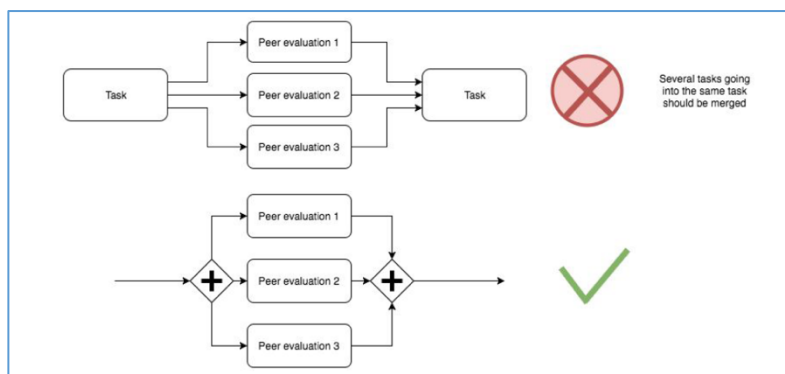 Peer evaluation 1
Task
Peer evaluation 2
Task
Several tasks going
into the same task
should be merged
Peer evaluation 3
Peer evaluation 1
Peer evaluation 2
Peer evaluation 3